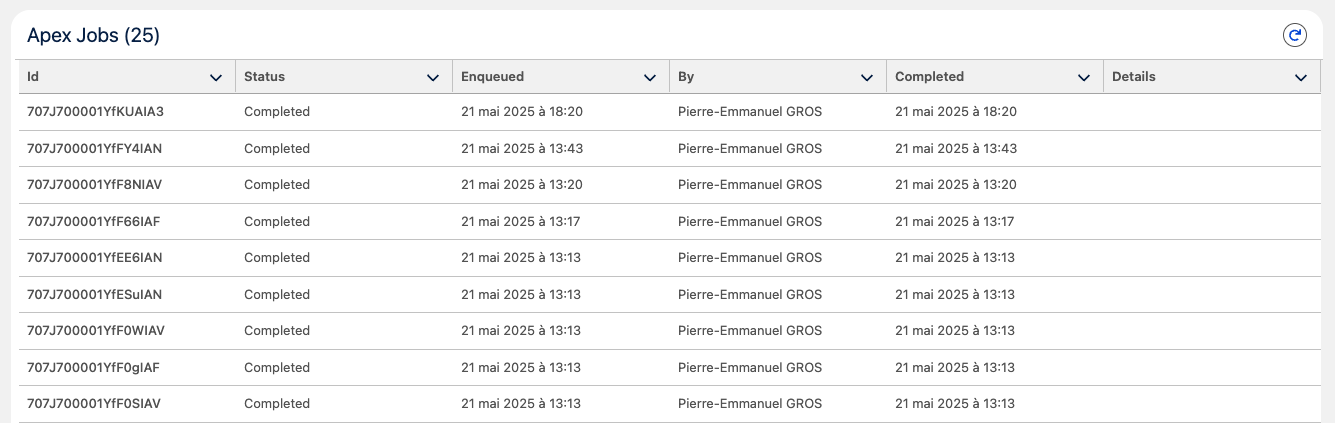 Apex Jobs (25)
Id Status Enqueued By Completed Details
707J700001YfKUAIA3 Completed 21 mai 2025 à 18:20 Pierre-Emmanuel GROS 21 mai 2025 à 18:20
707J700001YfFY4IAN Completed 21 mai 2025 à 13:43 Pierre-Emmanuel GROS 21 mai 2025 à 13:43
707J700001YfF8NIAV Completed 21 mai 2025 à 13:20 Pierre-Emmanuel GROS 21 mai 2025 à 13:20
707J700001YfF66IAF Completed 21 mai 2025 à 13:17 Pierre-Emmanuel GROS 21 mai 2025 à 13:17
707J700001YfEE6IAN Completed 21 mai 2025 à 13:13 Pierre-Emmanuel GROS 21 mai 2025 à 13:13
707J700001YfESuIAN Completed 21 mai 2025 à 13:13 Pierre-Emmanuel GROS 21 mai 2025 à 13:13
707J700001YfF0WIAV Completed 21 mai 2025 à 13:13 Pierre-Emmanuel GROS 21 mai 2025 à 13:13
707J700001YfF0gIAF Completed 21 mai 2025 à 13:13 Pierre-Emmanuel GROS 21 mai 2025 à 13:13
707J700001YfF0SIAV Completed 21 mai 2025 à 13:13 Pierre-Emmanuel GROS 21 mai 2025 à 13:13